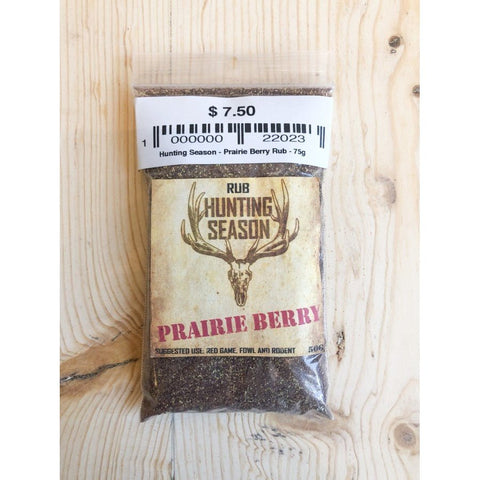 $ 7.50
1 000000 22023
Hunting Season - Prairie Berry Rub - 75g
RUB
HUNTING
SEASON
PRAIRIE BERRY
SUGGESTED USE: RED GAME, FOWL AND RODENT 50G